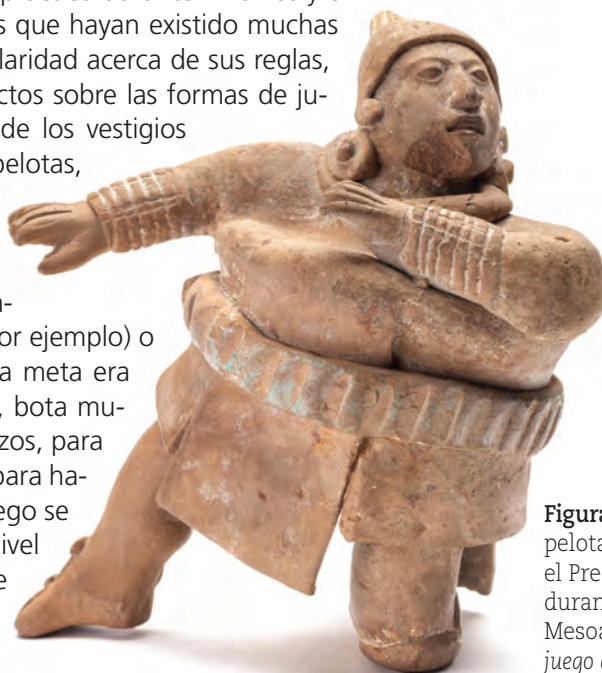 durante
s que hayan existido muchas
laridad acerca de sus reglas,
ctos sobre las formas de ju-
de los vestigios
pelotas,
or ejemplo) o
a meta era
, bota mu-
zos, para
para ha-
ego se
ivel
e
Figura
pelota
el Pre
duran
Mesoa
juego